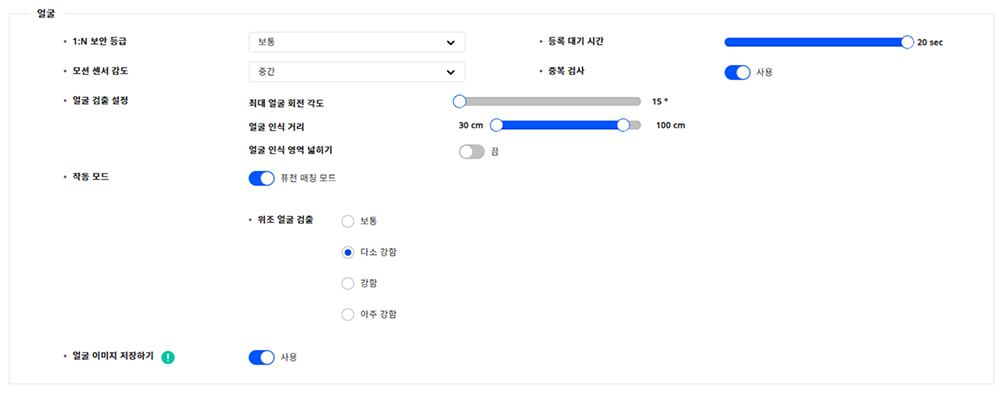 얼굴
• 1:N 보안 등급 보통 • 등록 대기 시간 20 sec
• 모션 센서 감도 중간 • 중복 검사 사용
• 얼굴 검출 설정 최대 얼굴 회전 각도 15 °
얼굴 인식 거리 30 cm 100 cm
얼굴 인식 영역 넓히기 끔
• 작동 모드 퓨전 매칭 모드
• 위조 얼굴 검출 보통
다소 강함
강함
아주 강함
• 얼굴 이미지 저장하기 ! 사용